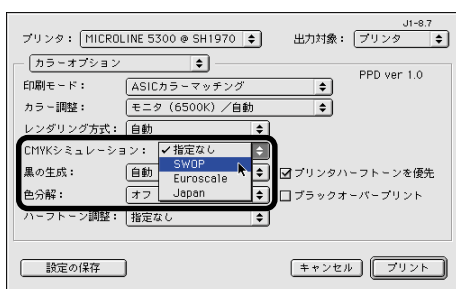 J1-8.7
プリンタ： MICROLINE 5300 @ SH1970 出力対象： プリンタ
カラーオプション
PPD ver 1.0
印刷モード： ASICカラーマッチング
カラー調整： モニタ（6500K）／自動
レンダリング方式： 自動
CMYKシミュレーション： ✓指定なし
SWOP
Euroscale
Japan
黒の生成： 自動 プリンタハーフトーンを優先
色分解： オフ ブラックオーバープリント
ハーフトーン調整： 指定なし
設定の保存 キャンセル プリント